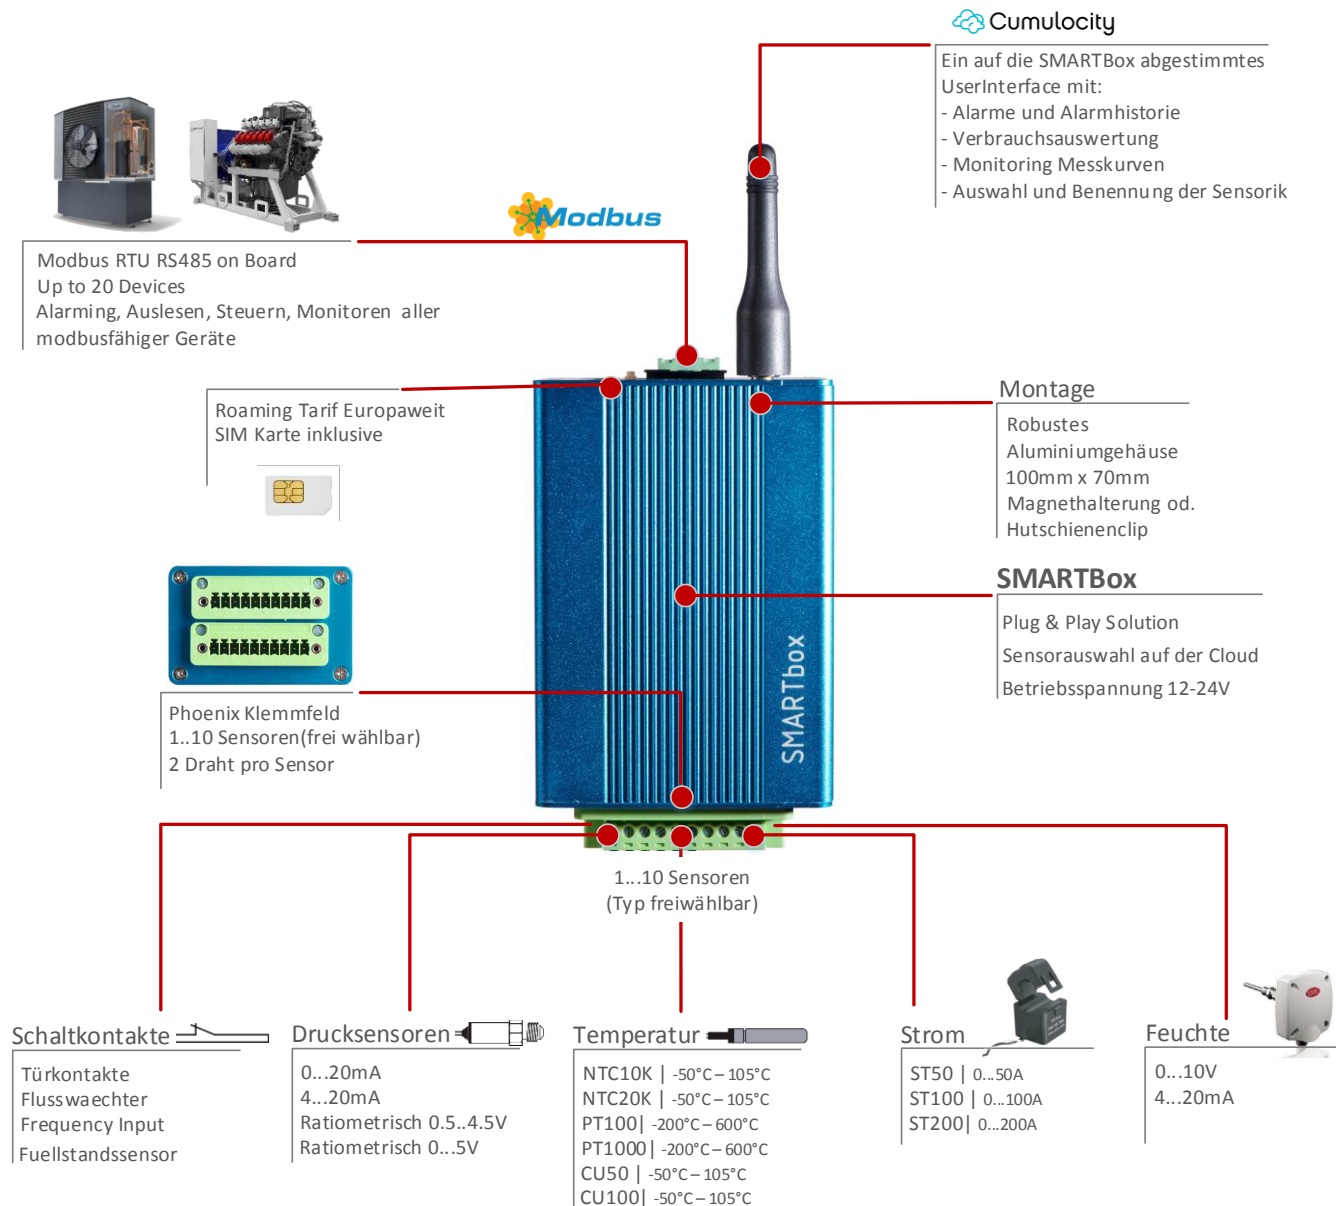 Cumulocity
Ein auf die SMARTBox abgestimmtes
UserInterface mit:
- Alarme und Alarmhistorie
- Verbrauchsauswertung
- Monitoring Messkurven
- Auswahl und Benennung der Sensorik
Modbus
Modbus RTU RS485 on Board
Up to 20 Devices
Alarming, Auslesen, Steuern, Monitoren aller
modbusfähiger Geräte
Roaming Tarif Europaweit
SIM Karte inklusive
Montage
Robustes
Aluminiumgehäuse
100mm x 70mm
Magnethalterung od.
Hutschienenclip
SMARTBox
Plug & Play Solution
Sensorauswahl auf der Cloud
Betriebsspannung 12-24V
SMARTbox
Phoenix Klemmfeld
1..10 Sensoren(frei wählbar)
2 Draht pro Sensor
1...10 Sensoren
(Typ freiwählbar)
Schaltkontakte
Türkontakte
Flusswaechter
Frequency Input
Fuellstandssensor
Drucksensoren
0...20mA
4...20mA
Ratiometrisch 0.5..4.5V
Ratiometrisch 0...5V
Temperatur
NTC10K | -50°C – 105°C
NTC20K | -50°C – 105°C
PT100| -200°C – 600°C
PT1000| -200°C – 600°C
CU50 | -50°C – 105°C
CU100| -50°C – 105°C
Strom
ST50 | 0...50A
ST100 | 0...100A
ST200| 0...200A
Feuchte
0...10V
4...20mA